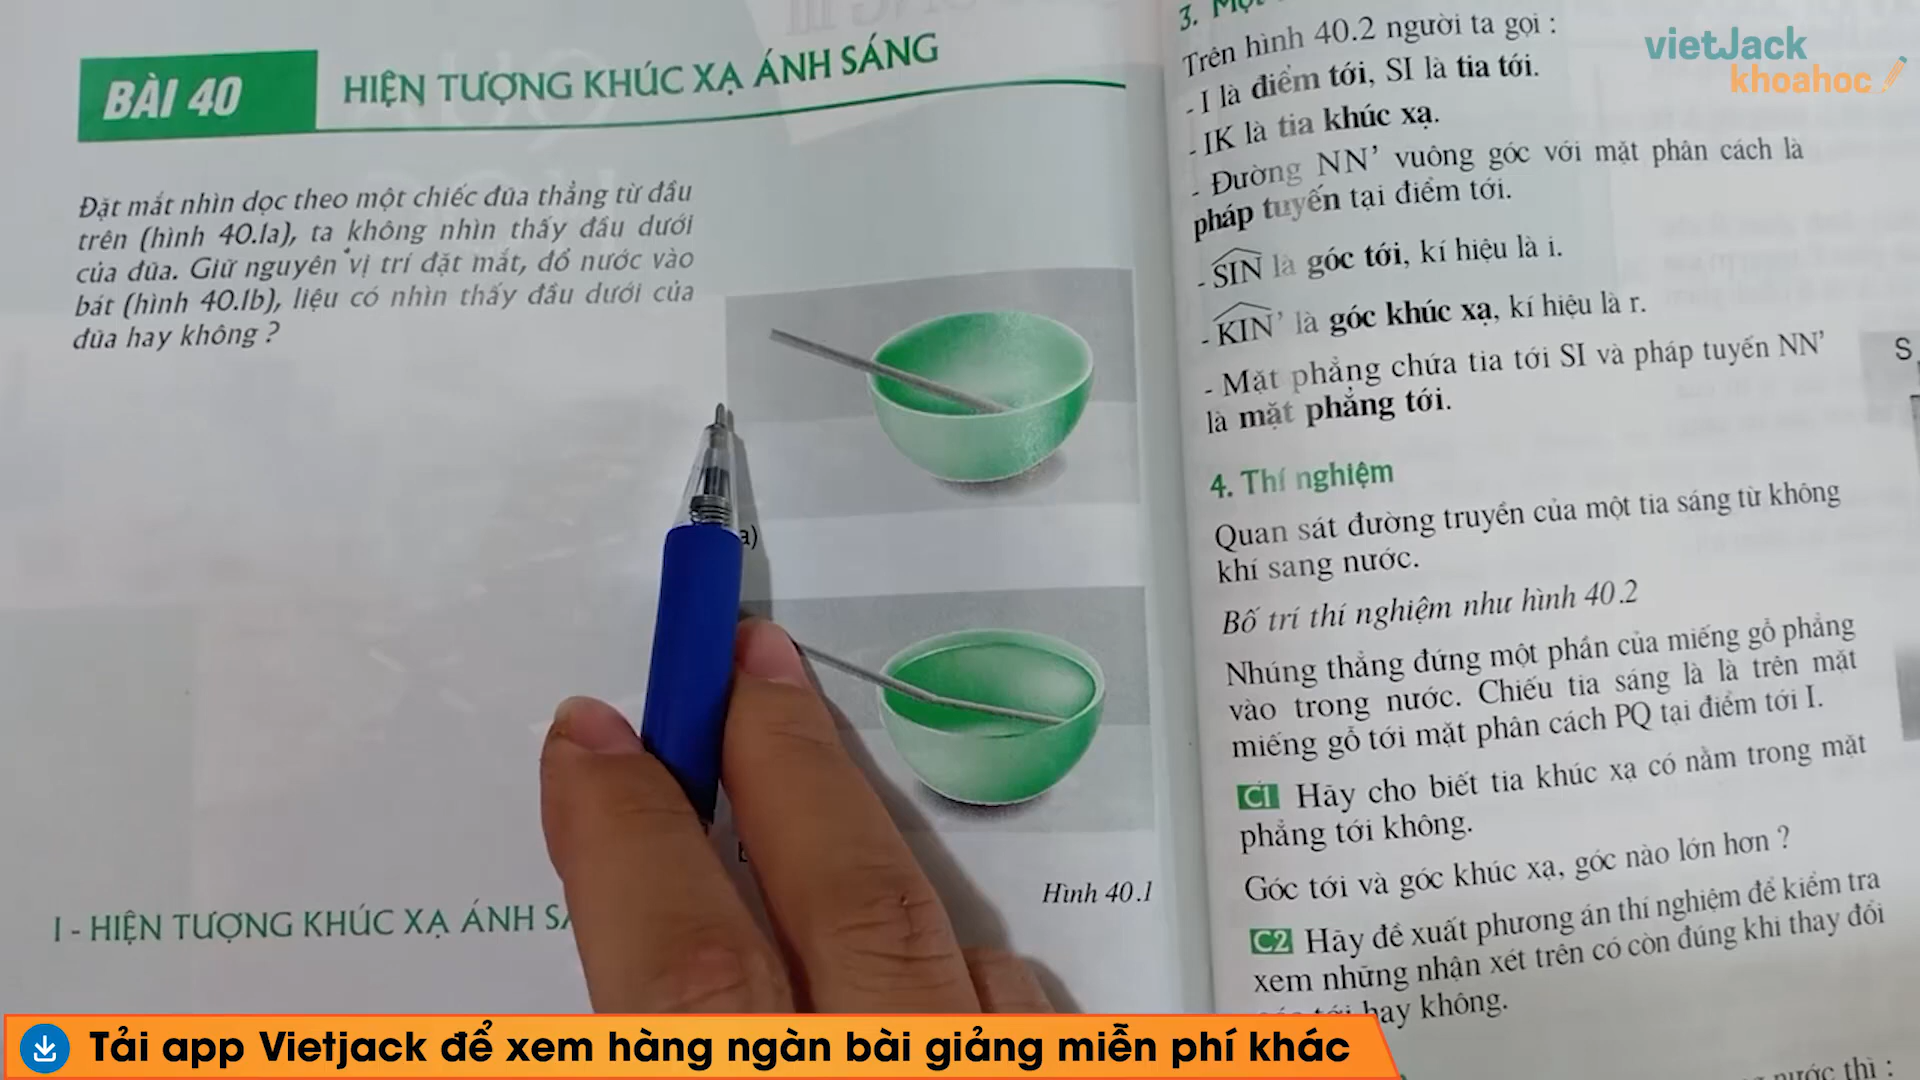 BÀI 40
HIỆN TƯỢNG KHÚC XẠ ÁNH SÁNG
Đặt mắt nhìn dọc theo một chiếc đũa thẳng từ đầu
trên (hình 40.1a), ta không nhìn thấy đầu dưới
của đũa. Giữ nguyên vị trí đặt mắt, đổ nước vào
bát (hình 40.1b), liệu có nhìn thấy đầu dưới của
đũa hay không ?
a)
Hình 40.1
I - HIỆN TƯỢNG KHÚC XẠ ÁNH
3.
Trên hình 40.2 người ta gọi :
- I là điểm tới, SI là tia tới.
- IK là tia khúc xạ.
- Đường NN' vuông góc với mặt phân cách là
pháp tuyến tại điểm tới.
- SIN là góc tới, kí hiệu là i.
- KIN' là góc khúc xạ, kí hiệu là r.
- Mặt phẳng chứa tia tới SI và pháp tuyến NN'
là mặt phẳng tới.
4. Thí nghiệm
Quan sát đường truyền của một tia sáng từ không
khí sang nước.
Bố trí thí nghiệm như hình 40.2
Nhúng thẳng đứng một phần của miếng gỗ phẳng
vào trong nước. Chiếu tia sáng là là trên mặt
miếng gỗ tới mặt phân cách PQ tại điểm tới I.
C1 Hãy cho biết tia khúc xạ có nằm trong mặt
phẳng tới không.
Góc tới và góc khúc xạ, góc nào lớn hơn ?
C2 Hãy đề xuất phương án thí nghiệm để kiểm tra
xem những nhận xét trên có còn đúng khi thay đổi
hay không.
nước thì :
S
vietJack
khoahoc
Tải app Vietjack để xem hàng ngàn bài giảng miễn phí khác